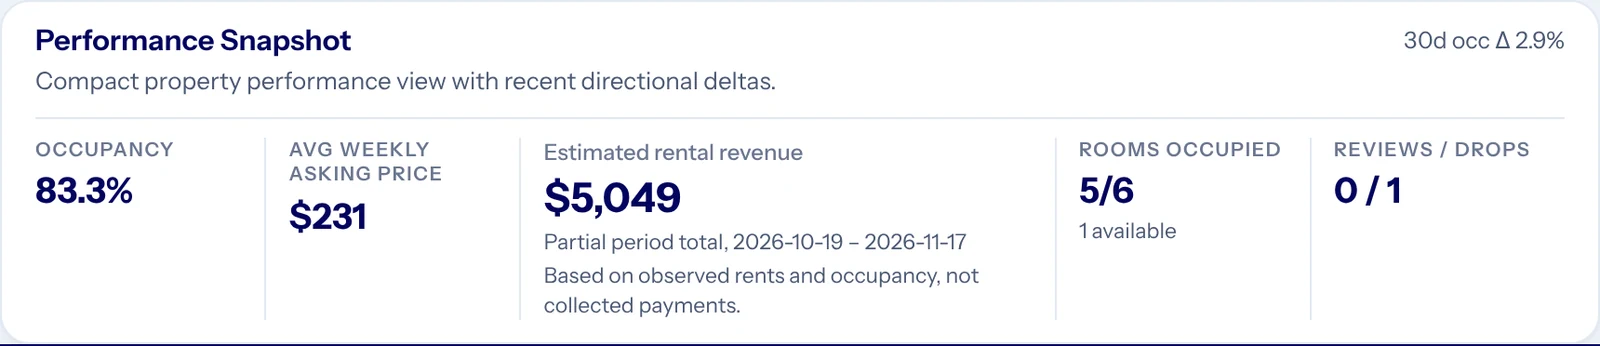 Performance Snapshot
30d occ Δ 2.9%
Compact property performance view with recent directional deltas.
OCCUPANCY
83.3%
AVG WEEKLY
ASKING PRICE
$231
Estimated rental revenue
$5,049
Partial period total, 2026-10-19 – 2026-11-17
Based on observed rents and occupancy, not
collected payments.
ROOMS OCCUPIED
5/6
1 available
REVIEWS / DROPS
0 / 1